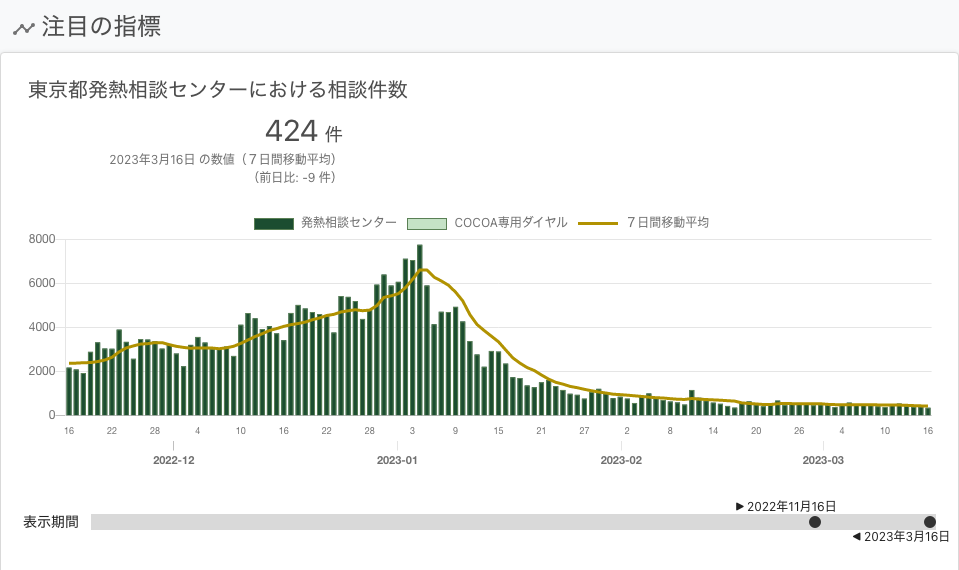 注目の指標
東京都発熱相談センターにおける相談件数
424 件
2023年3月16日 の数値（７日間移動平均）
（前日比: -9 件）
発熱相談センター COCOA専用ダイヤル ７日間移動平均
8000
6000
4000
2000
0
16 22 28 4 10 16 22 28 3 9 15 21 27 2 8 14 20 26 4 10 16
2022-12 2023-01 2023-02 2023-03
▶ 2022年11月16日
表示期間
◀ 2023年3月16日